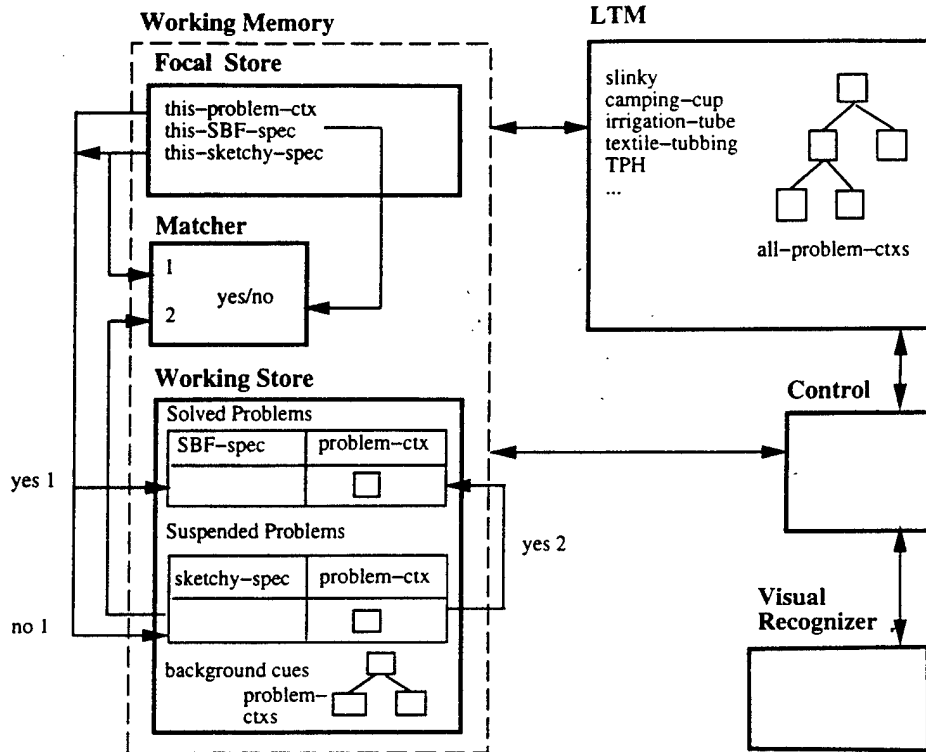 Working Memory
Focal Store
this-problem-ctx
this-SBF-spec
this-sketchy-spec
Matcher
1
2
yes/no
Working Store
Solved Problems
SBF-spec problem-ctx
Suspended Problems
sketchy-spec problem-ctx
background cues
problem-
ctxs
yes 1
no 1
yes 2
LTM
slinky
camping-cup
irrigation-tube
textile-tubbing
TPH
...
all-problem-ctxs
Control
Visual
Recognizer